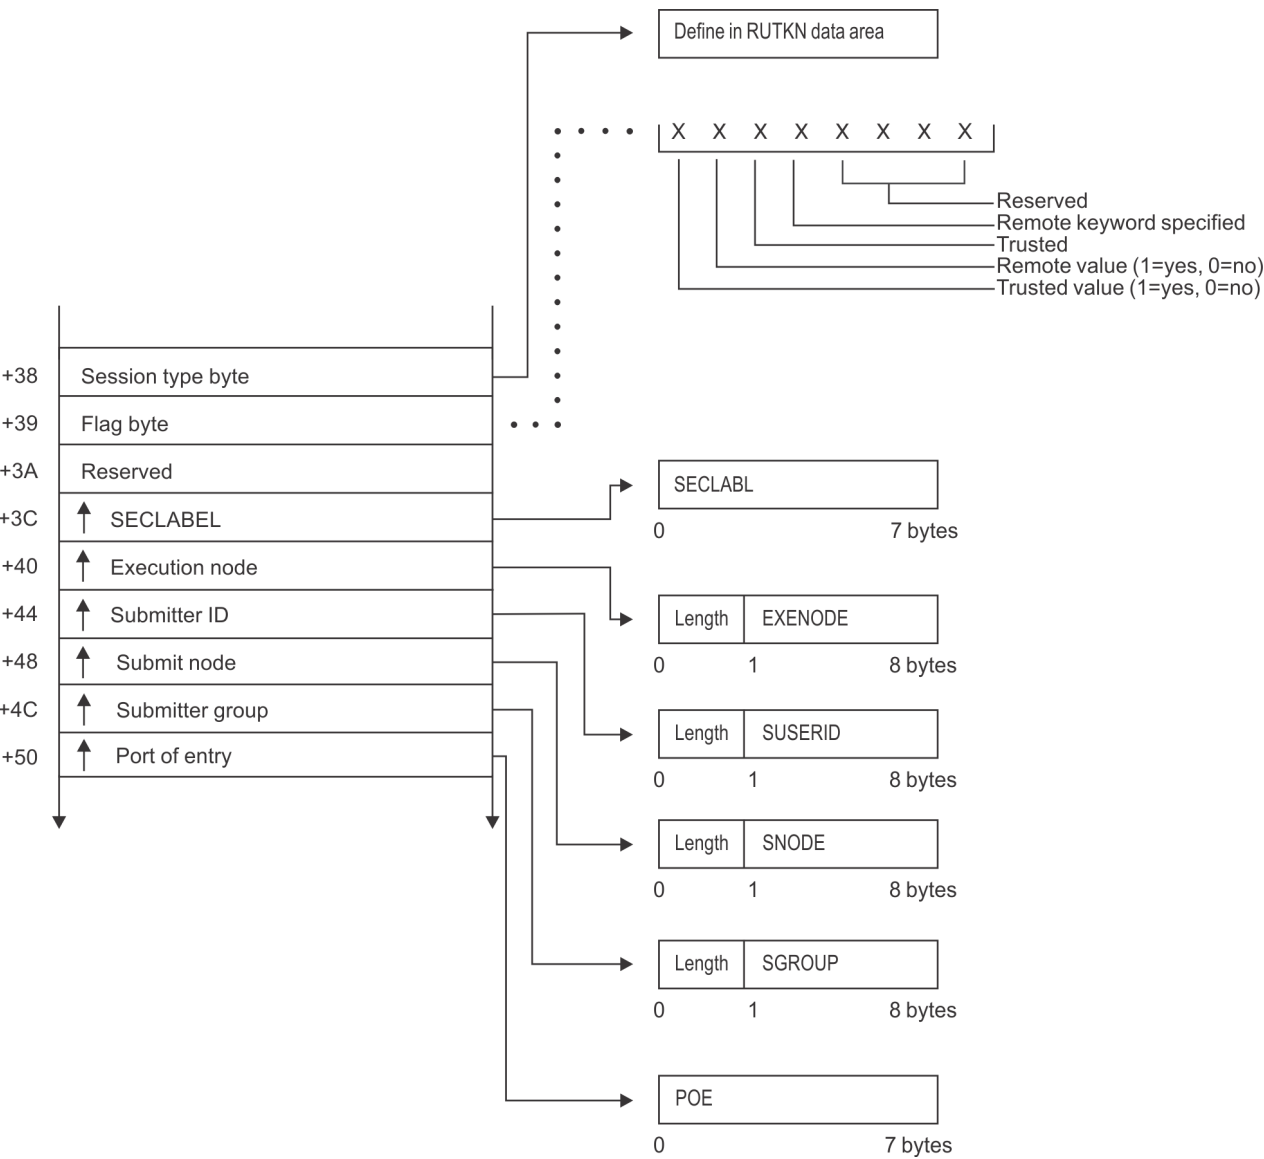 Define in RUTKN data area
X X X X X X X X
Reserved
Remote keyword specified
Trusted
Remote value (1=yes, 0=no)
Trusted value (1=yes, 0=no)
+38 Session type byte
+39 Flag byte
+3A Reserved
+3C SECLABEL
+40 Execution node
+44 Submitter ID
+48 Submit node
+4C Submitter group
+50 Port of entry
SECLABL
0 7 bytes
Length EXENODE
0 1 8 bytes
Length SUSERID
0 1 8 bytes
Length SNODE
0 1 8 bytes
Length SGROUP
0 1 8 bytes
POE
0 7 bytes